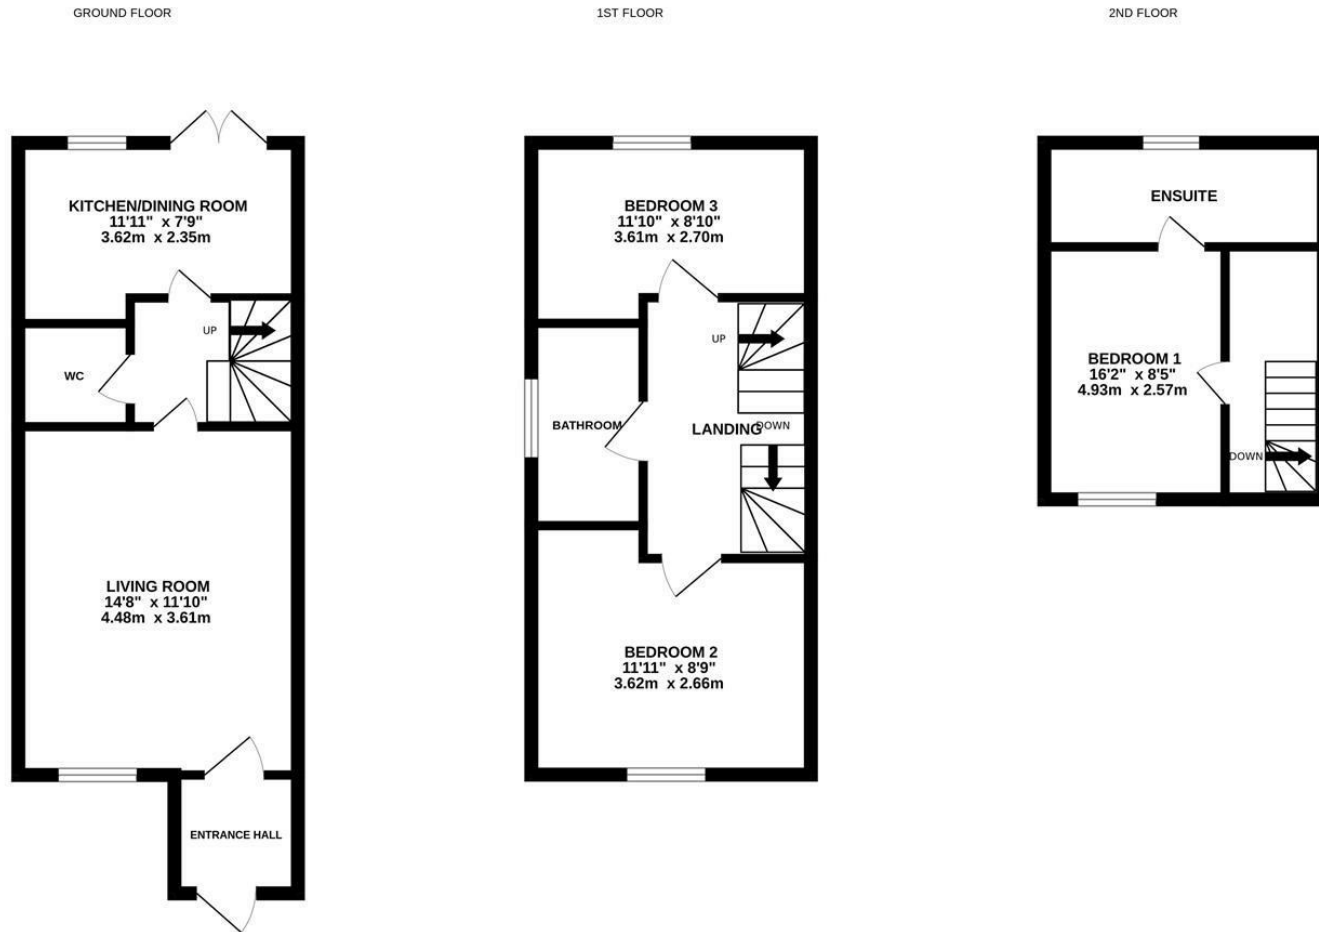 GROUND FLOOR
KITCHEN/DINING ROOM
11'11" x 7'9"
3.62m x 2.35m
UP
WC
LIVING ROOM
14'8" x 11'10"
4.48m x 3.61m
ENTRANCE HALL
1ST FLOOR
BEDROOM 3
11'10" x 8'10"
3.61m x 2.70m
UP
BATHROOM
LANDING
DOWN
BEDROOM 2
11'11" x 8'9"
3.62m x 2.66m
2ND FLOOR
ENSUITE
BEDROOM 1
16'2" x 8'5"
4.93m x 2.57m
DOWN